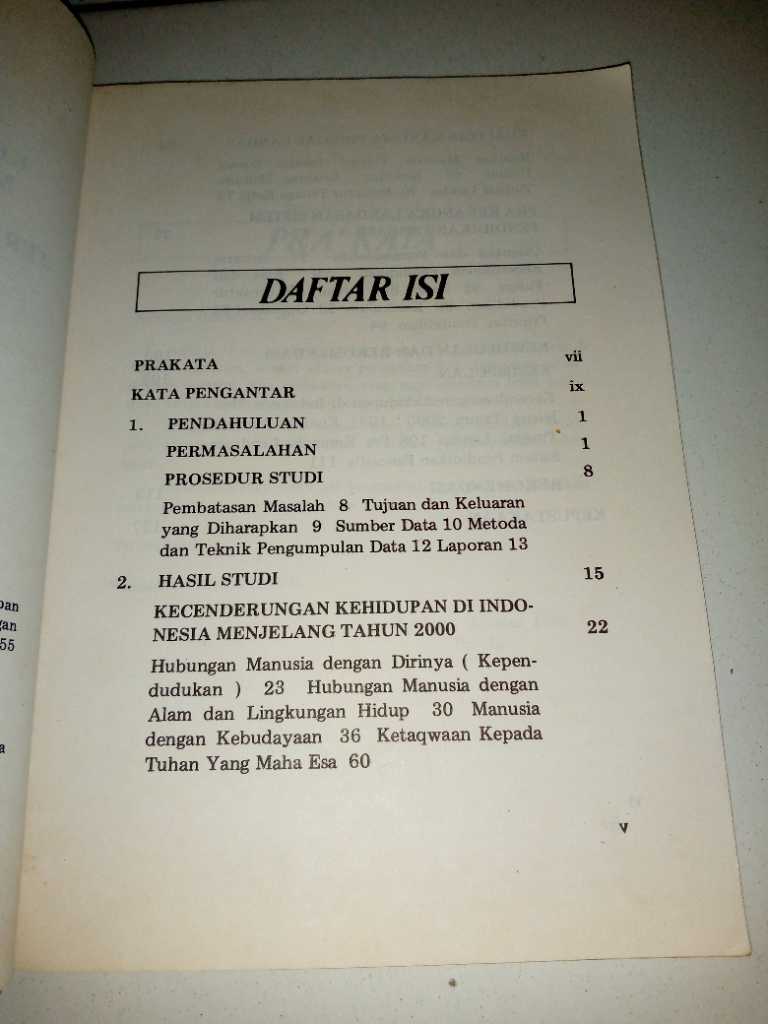 DAFTAR ISI
PRAKATA vii
KATA PENGANTAR ix
1. PENDAHULUAN 1
PERMASALAHAN 1
PROSEDUR STUDI 8
Pembatasan Masalah 8 Tujuan dan Keluaran
yang Diharapkan 9 Sumber Data 10 Metoda
dan Teknik Pengumpulan Data 12 Laporan 13
2. HASIL STUDI 15
KECENDERUNGAN KEHIDUPAN DI INDO-
NESIA MENJELANG TAHUN 2000 22
Hubungan Manusia dengan Dirinya ( Kepen-
dudukan ) 23 Hubungan Manusia dengan
Alam dan Lingkungan Hidup 30 Manusia
dengan Kebudayaan 36 Ketaqwaan Kepada
Tuhan Yang Maha Esa 60
v
55